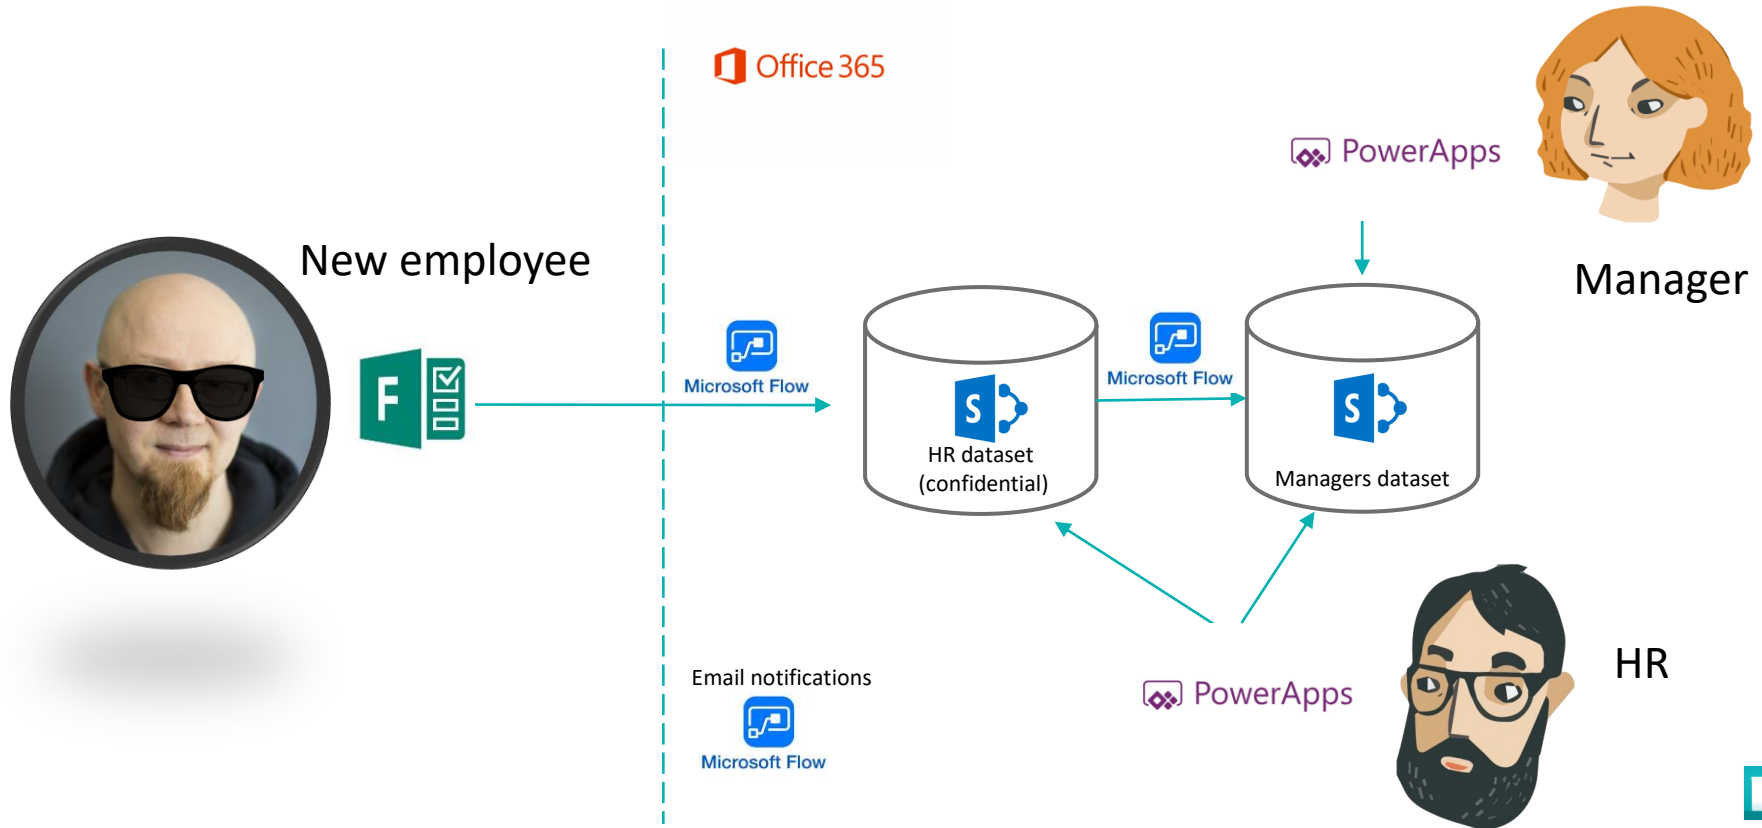 Office 365
PowerApps
New employee
Manager
F
Microsoft Flow
Microsoft Flow
S
S
HR dataset
(confidential)
Managers dataset
Email notifications
Microsoft Flow
PowerApps
HR